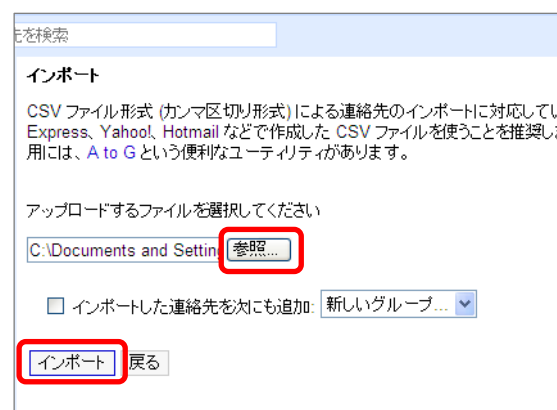 先を検索
インポート
CSV ファイル形式 (カンマ区切り形式) による連絡先のインポートに対応してい
Express、Yahoo!、Hotmail などで作成した CSV ファイルを使うことを推奨し
用には、A to G という便利なユーティリティがあります。
アップロードするファイルを選択してください
C:\Documents and Settin 参照...
インポートした連絡先を次にも追加: 新しいグループ...
インポート 戻る